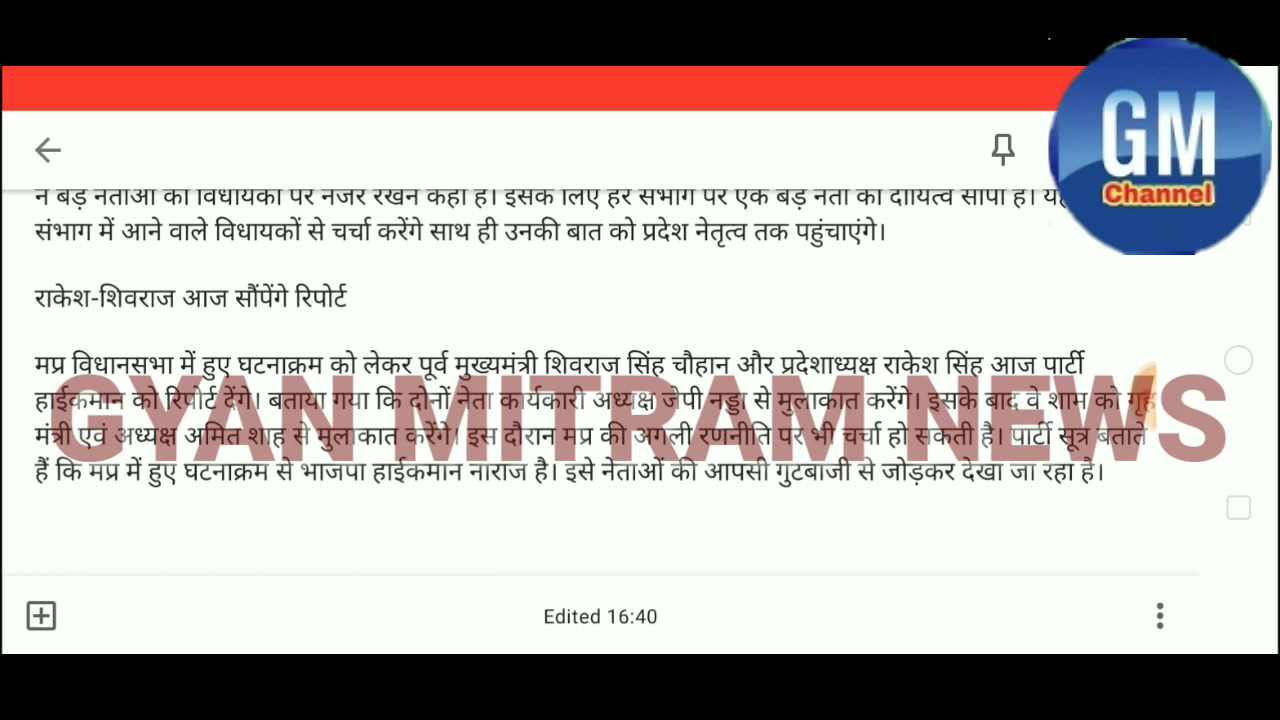 GM
Channel
ने बड़े नेताओं को विधायकों पर नजर रखने कहा है। इसके लिए हर संभाग पर एक बड़े नेता को दायित्व सौंपा है।
संभाग में आने वाले विधायकों से चर्चा करेंगे साथ ही उनकी बात को प्रदेश नेतृत्व तक पहुंचाएंगे।
राकेश-शिवराज आज सौंपेंगे रिपोर्ट
मप्र विधानसभा में हुए घटनाक्रम को लेकर पूर्व मुख्यमंत्री शिवराज सिंह चौहान और प्रदेशाध्यक्ष राकेश सिंह आज पार्टी
हाईकमान को रिपोर्ट देंगे। बताया गया कि दोनों नेता कार्यकारी अध्यक्ष जेपी नड्डा से मुलाकात करेंगे। इसके बाद वे शाम को गृह
मंत्री एवं अध्यक्ष अमित शाह से मुलाकात करेंगे। इस दौरान मप्र की अगली रणनीति पर भी चर्चा हो सकती है। पार्टी सूत्र बताते
हैं कि मप्र में हुए घटनाक्रम से भाजपा हाईकमान नाराज है। इसे नेताओं की आपसी गुटबाजी से जोड़कर देखा जा रहा है।
GYAN MITRAM NEWS
Edited 16:40